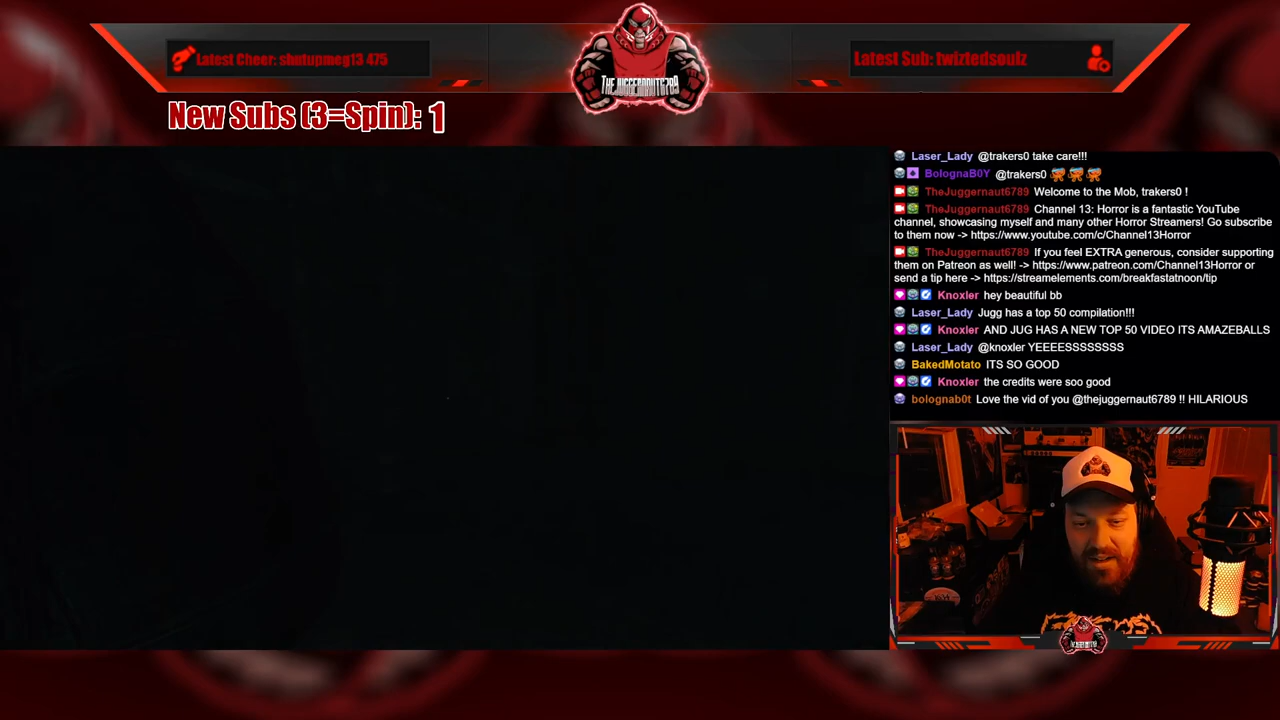 Latest Cheer: shutupmeg13 475
THEJUGGERNAUT6789
Latest Sub: twiztedsoulz
New Subs (3=Spin): 1
Laser_Lady @trakers0 take care!!!
BolognaB0Y @trakers0
TheJuggernaut6789 Welcome to the Mob, trakers0 !
TheJuggernaut6789 Channel 13: Horror is a fantastic YouTube
channel, showcasing myself and many other Horror Streamers! Go subscribe
to them now -> https://www.youtube.com/c/Channel13Horror
TheJuggernaut6789 If you feel EXTRA generous, consider supporting
them on Patreon as well! -> https://www.patreon.com/Channel13Horror or
send a tip here -> https://streamelements.com/breakfastatnoon/tip
Knoxler hey beautiful bb
Laser_Lady Jugg has a top 50 compilation!!!
Knoxler AND JUG HAS A NEW TOP 50 VIDEO ITS AMAZEBALLS
Laser_Lady @knoxler YEEEESSSSSSSS
BakedMotato ITS SO GOOD
Knoxler the credits were soo good
bolognab0t Love the vid of you @thejuggernaut6789 !! HILARIOUS